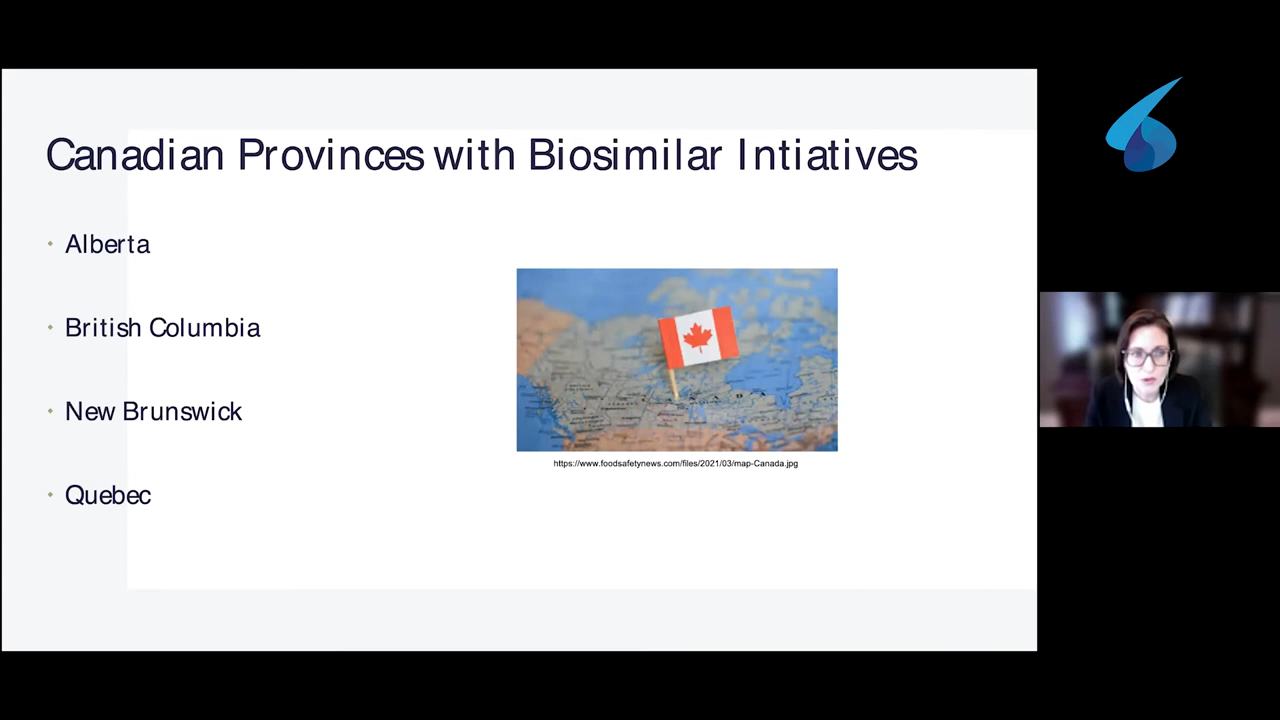 Canadian Provinces with Biosimilar Intiatives
Alberta
British Columbia
New Brunswick
Quebec
https://www.foodsafetynews.com/files/2021/03/map-Canada.jpg